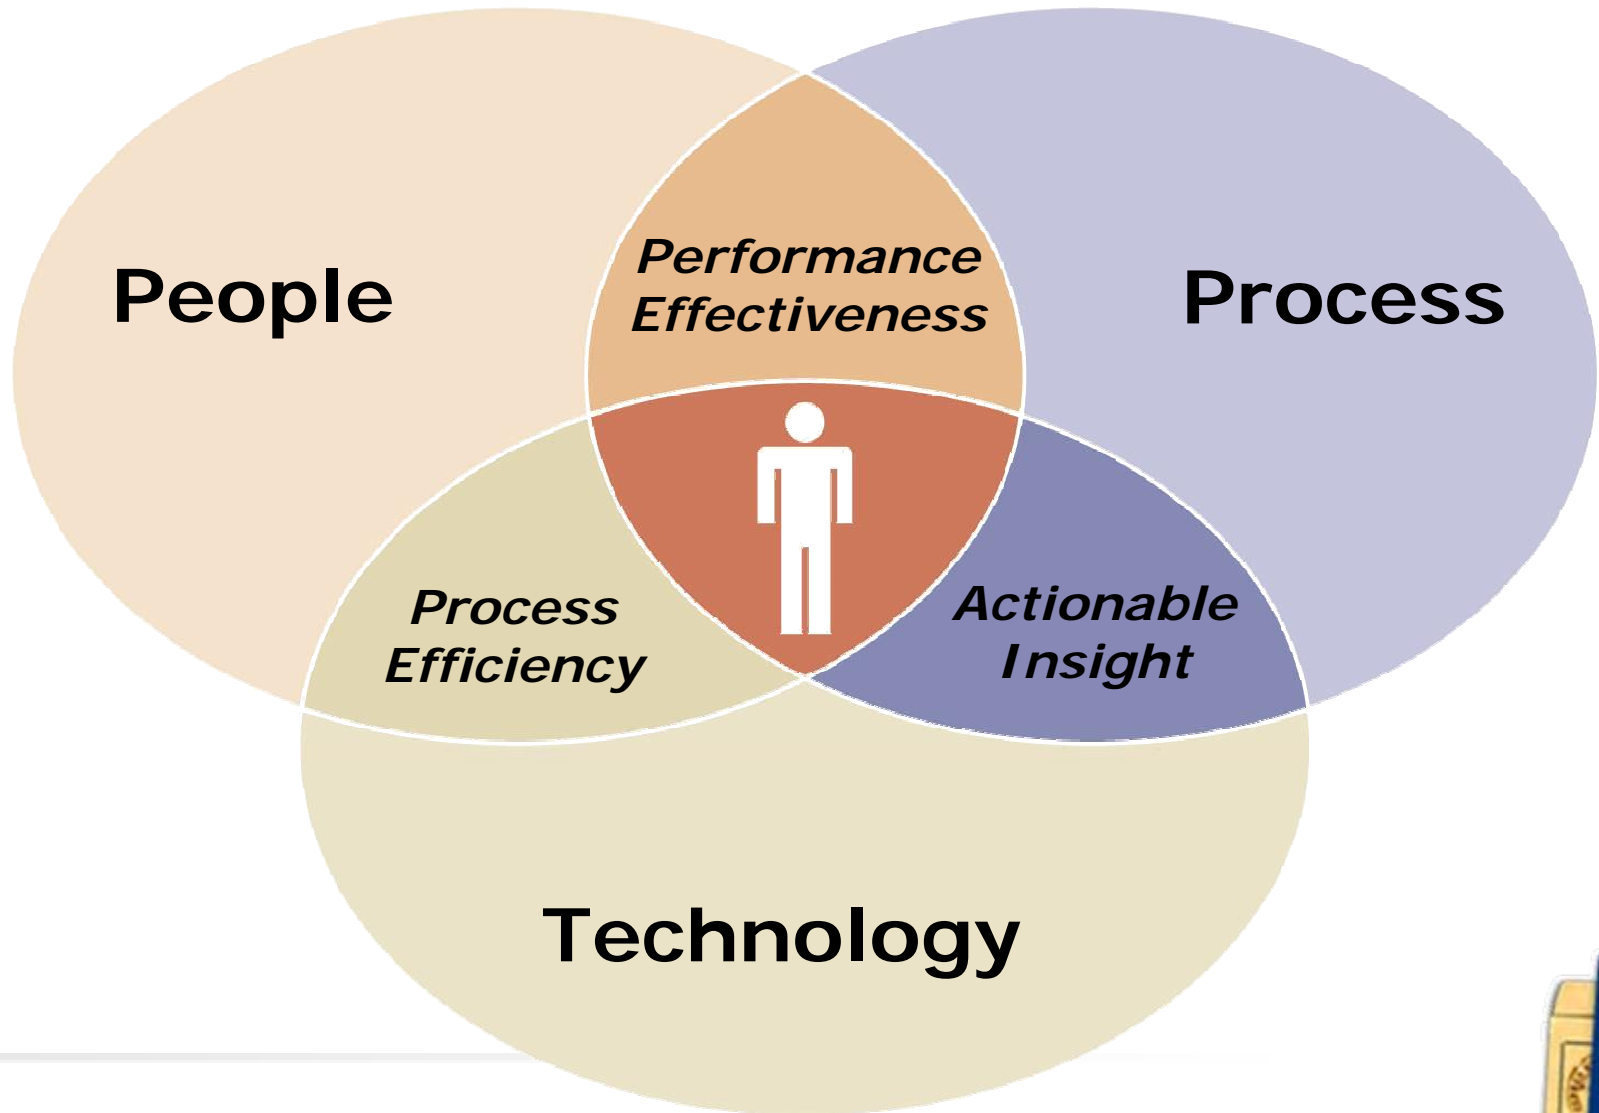 People
Performance
Effectiveness
Process
Process
Efficiency
Actionable
Insight
Technology